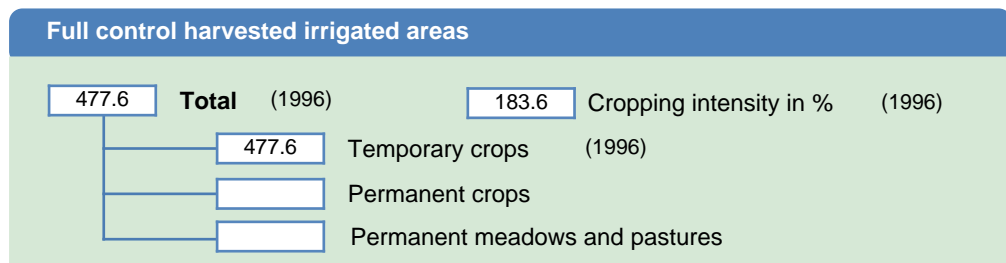 Full control harvested irrigated areas
477.6 Total (1996) 183.6 Cropping intensity in % (1996)
477.6 Temporary crops (1996)
Permanent crops
Permanent meadows and pastures